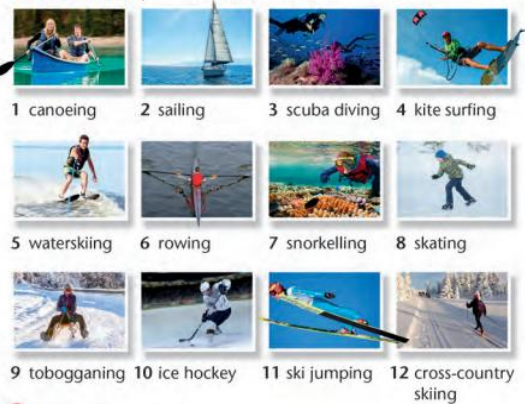 1 canoeing 2 sailing 3 scuba diving 4 kite surfing
5 waterskiing 6 rowing 7 snorkelling 8 skating
9 tobogganing 10 ice hockey 11 ski jumping 12 cross-country
skiing